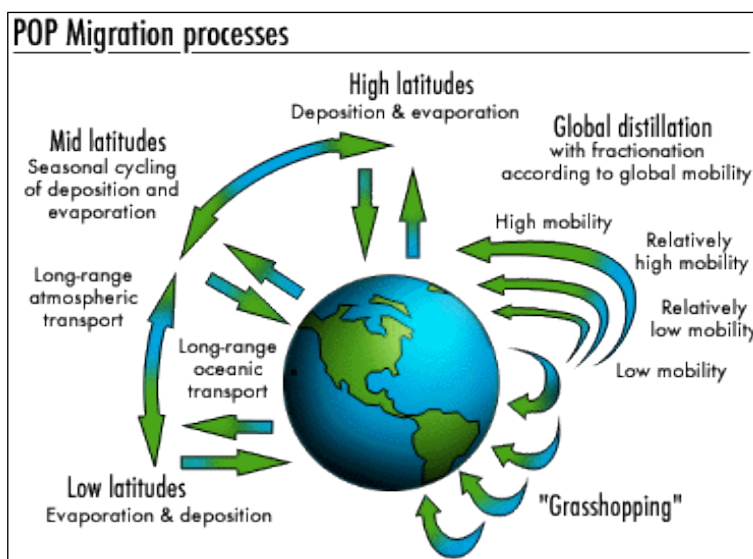 POP Migration processes
High latitudes
Deposition & evaporation
Mid latitudes
Seasonal cycling
of deposition and
evaporation
Global distillation
with fractionation
according to global mobility
High mobility
Relatively
high mobility
Relatively
low mobility
Low mobility
Long-range
atmospheric
transport
Long-range
oceanic
transport
Low latitudes
Evaporation & deposition
"Grasshopping"